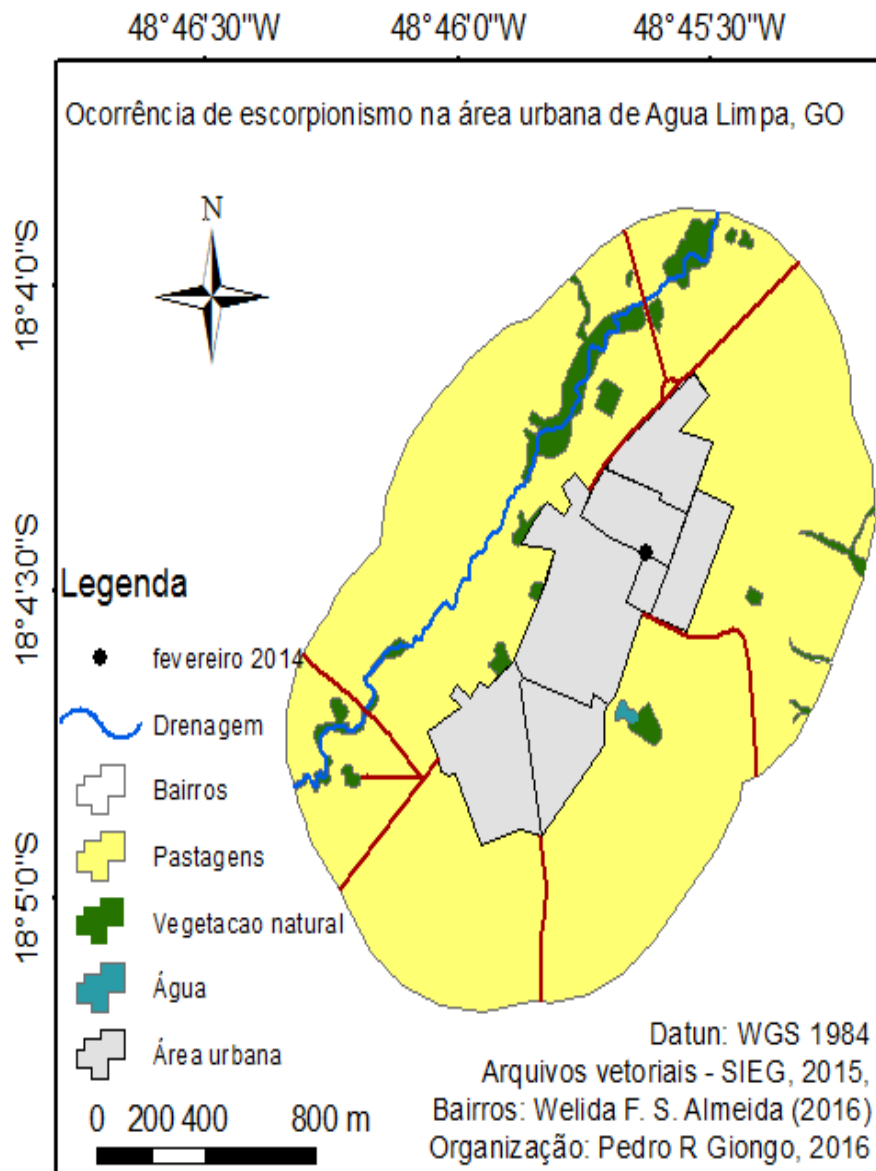 48°46'30"W 48°46'0"W 48°45'30"W
Ocorrência de escorpionismo na área urbana de Agua Limpa, GO
N
18°4'0"S
18°4'30"S
18°5'0"S
Legenda
fevereiro 2014
Drenagem
Bairros
Pastagens
Vegetacao natural
Água
Área urbana
0 200 400 800 m
Datun: WGS 1984
Arquivos vetoriais - SIEG, 2015,
Bairros: Welida F. S. Almeida (2016)
Organização: Pedro R Giongo, 2016